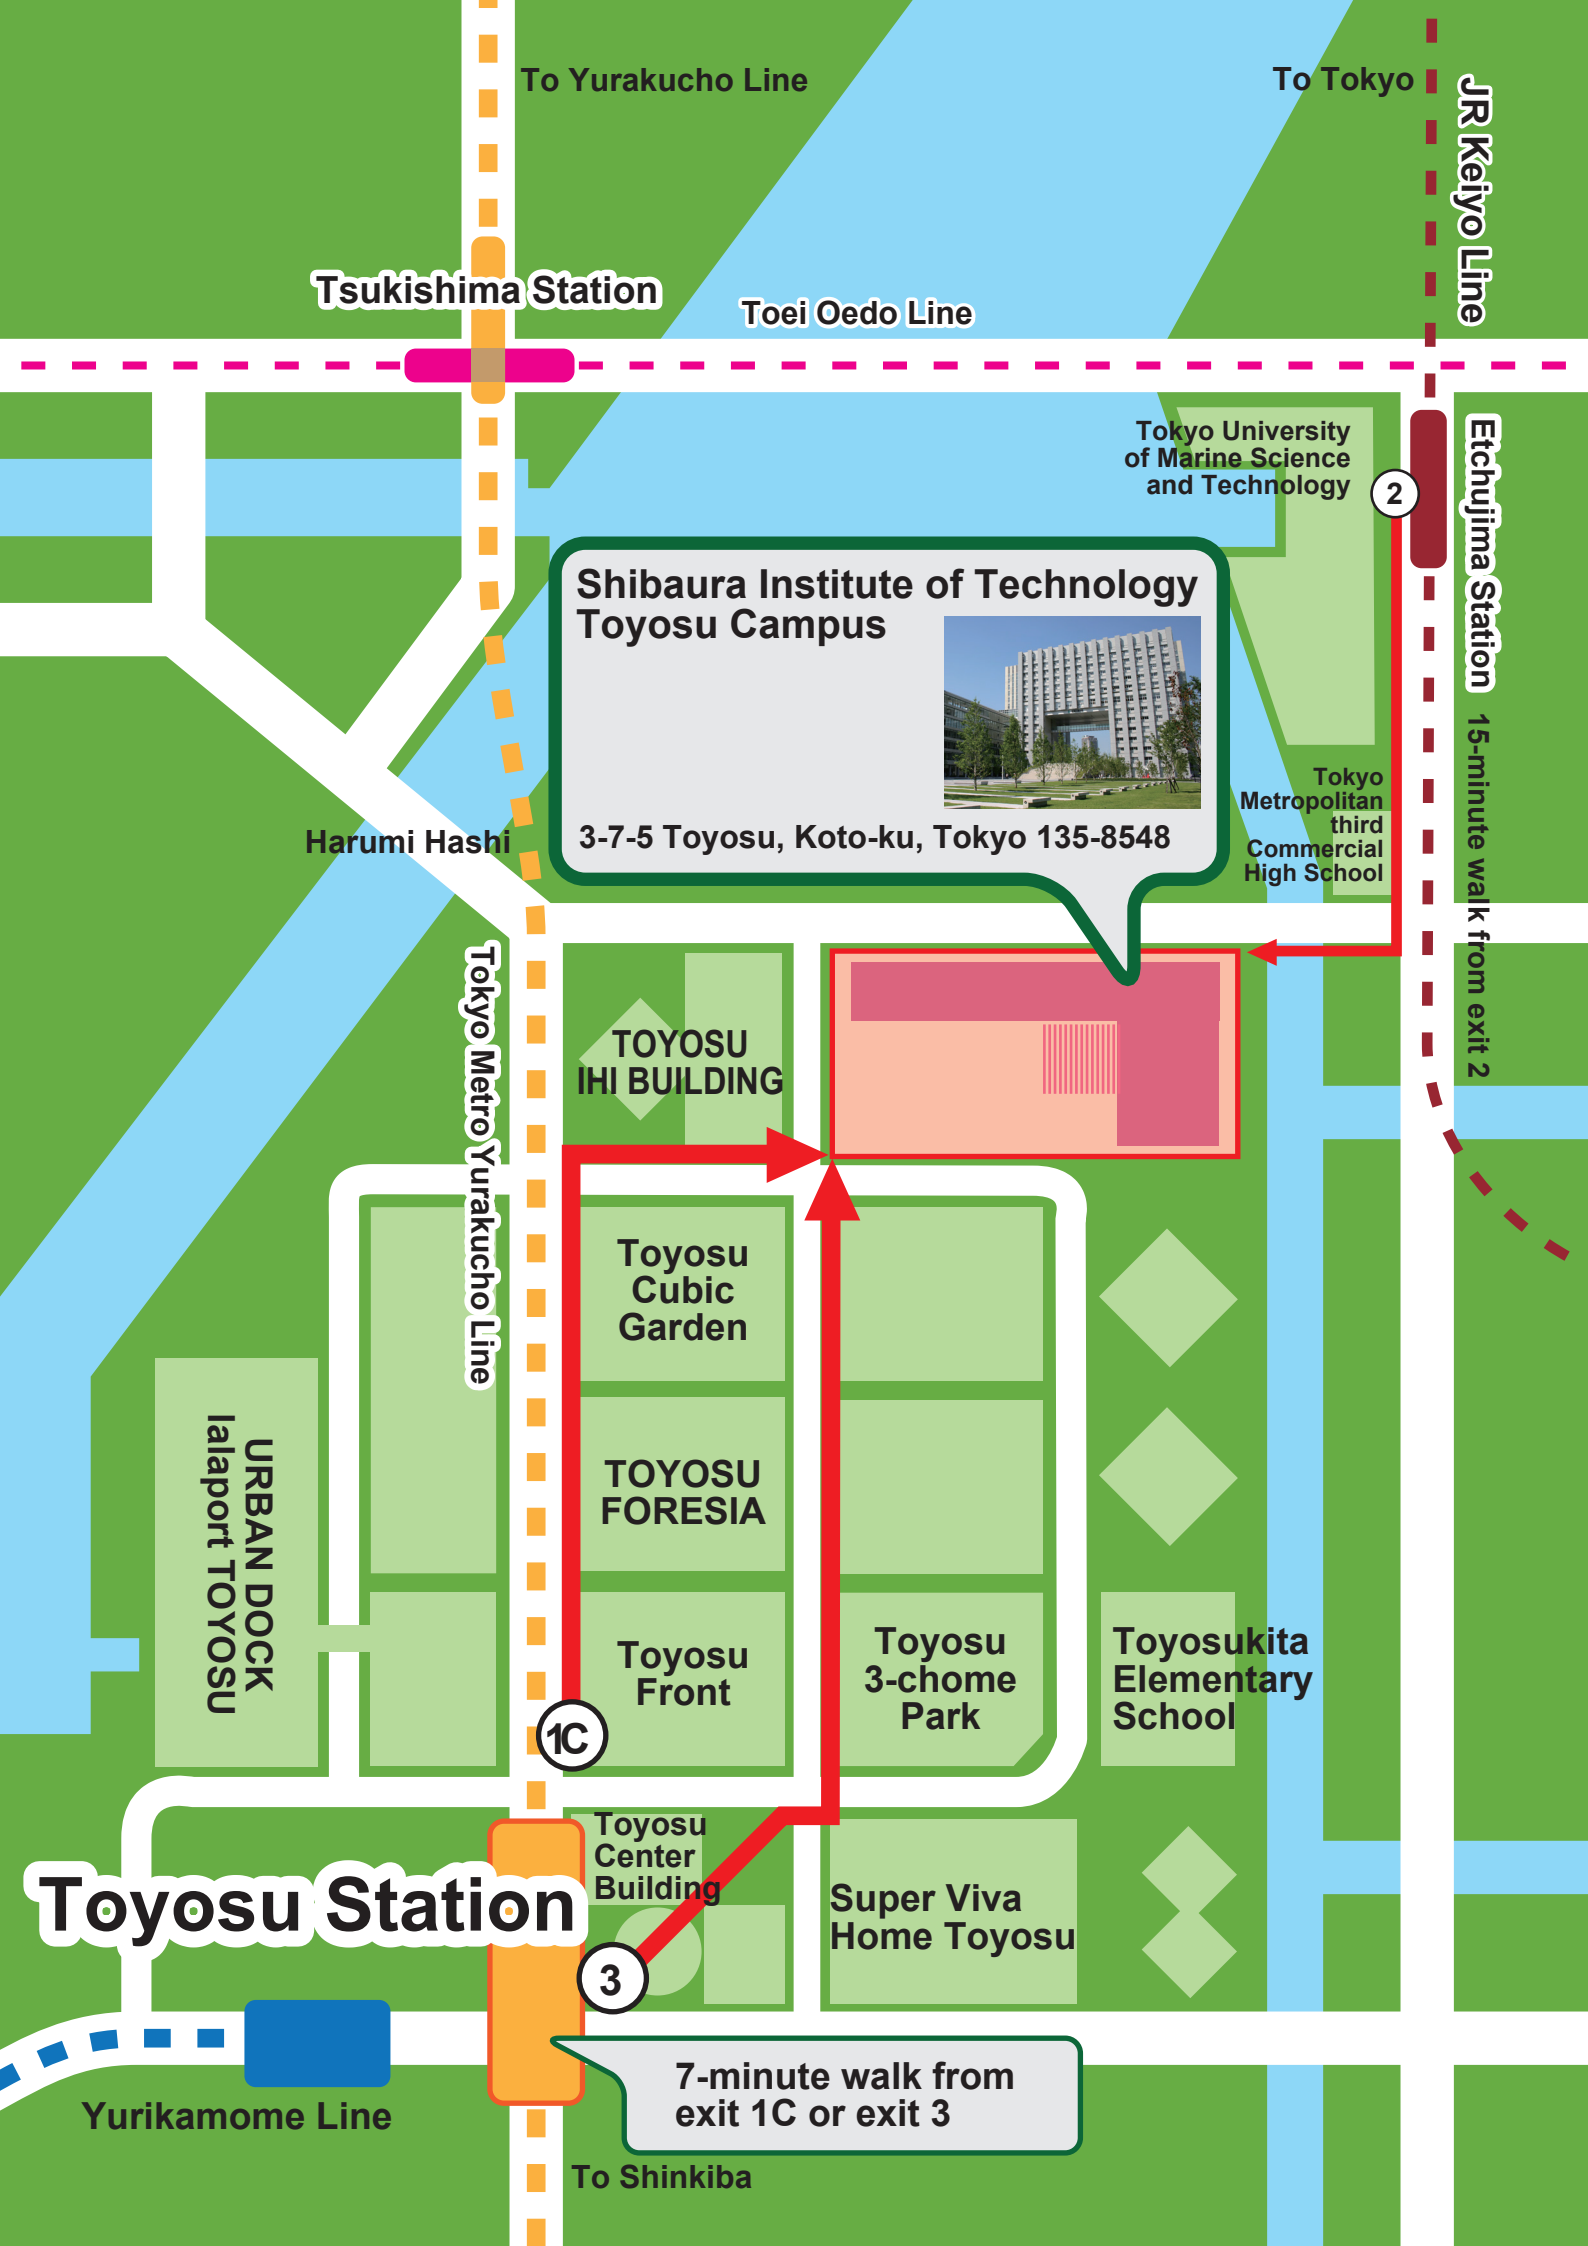 To Yurakucho Line
To Tokyo
JR Keiyo Line
Tsukishima Station
Toei Oedo Line
Tokyo University
of Marine Science
and Technology
2
Etchujima Station
15-minute walk from exit 2
Shibaura Institute of Technology
Toyosu Campus
3-7-5 Toyosu, Koto-ku, Tokyo 135-8548
Tokyo
Metropolitan
third
Commercial
High School
Harumi Hashi
Tokyo Metro Yurakucho Line
TOYOSU
IHI BUILDING
Toyosu
Cubic
Garden
TOYOSU
FORESIA
URBAN DOCK
lalaport TOYOSU
Toyosu
Front
Toyosu
3-chome
Park
Toyosukita
Elementary
School
1C
Toyosu
Center
Building
Toyosu Station
Super Viva
Home Toyosu
3
7-minute walk from
exit 1C or exit 3
Yurikamome Line
To Shinkiba